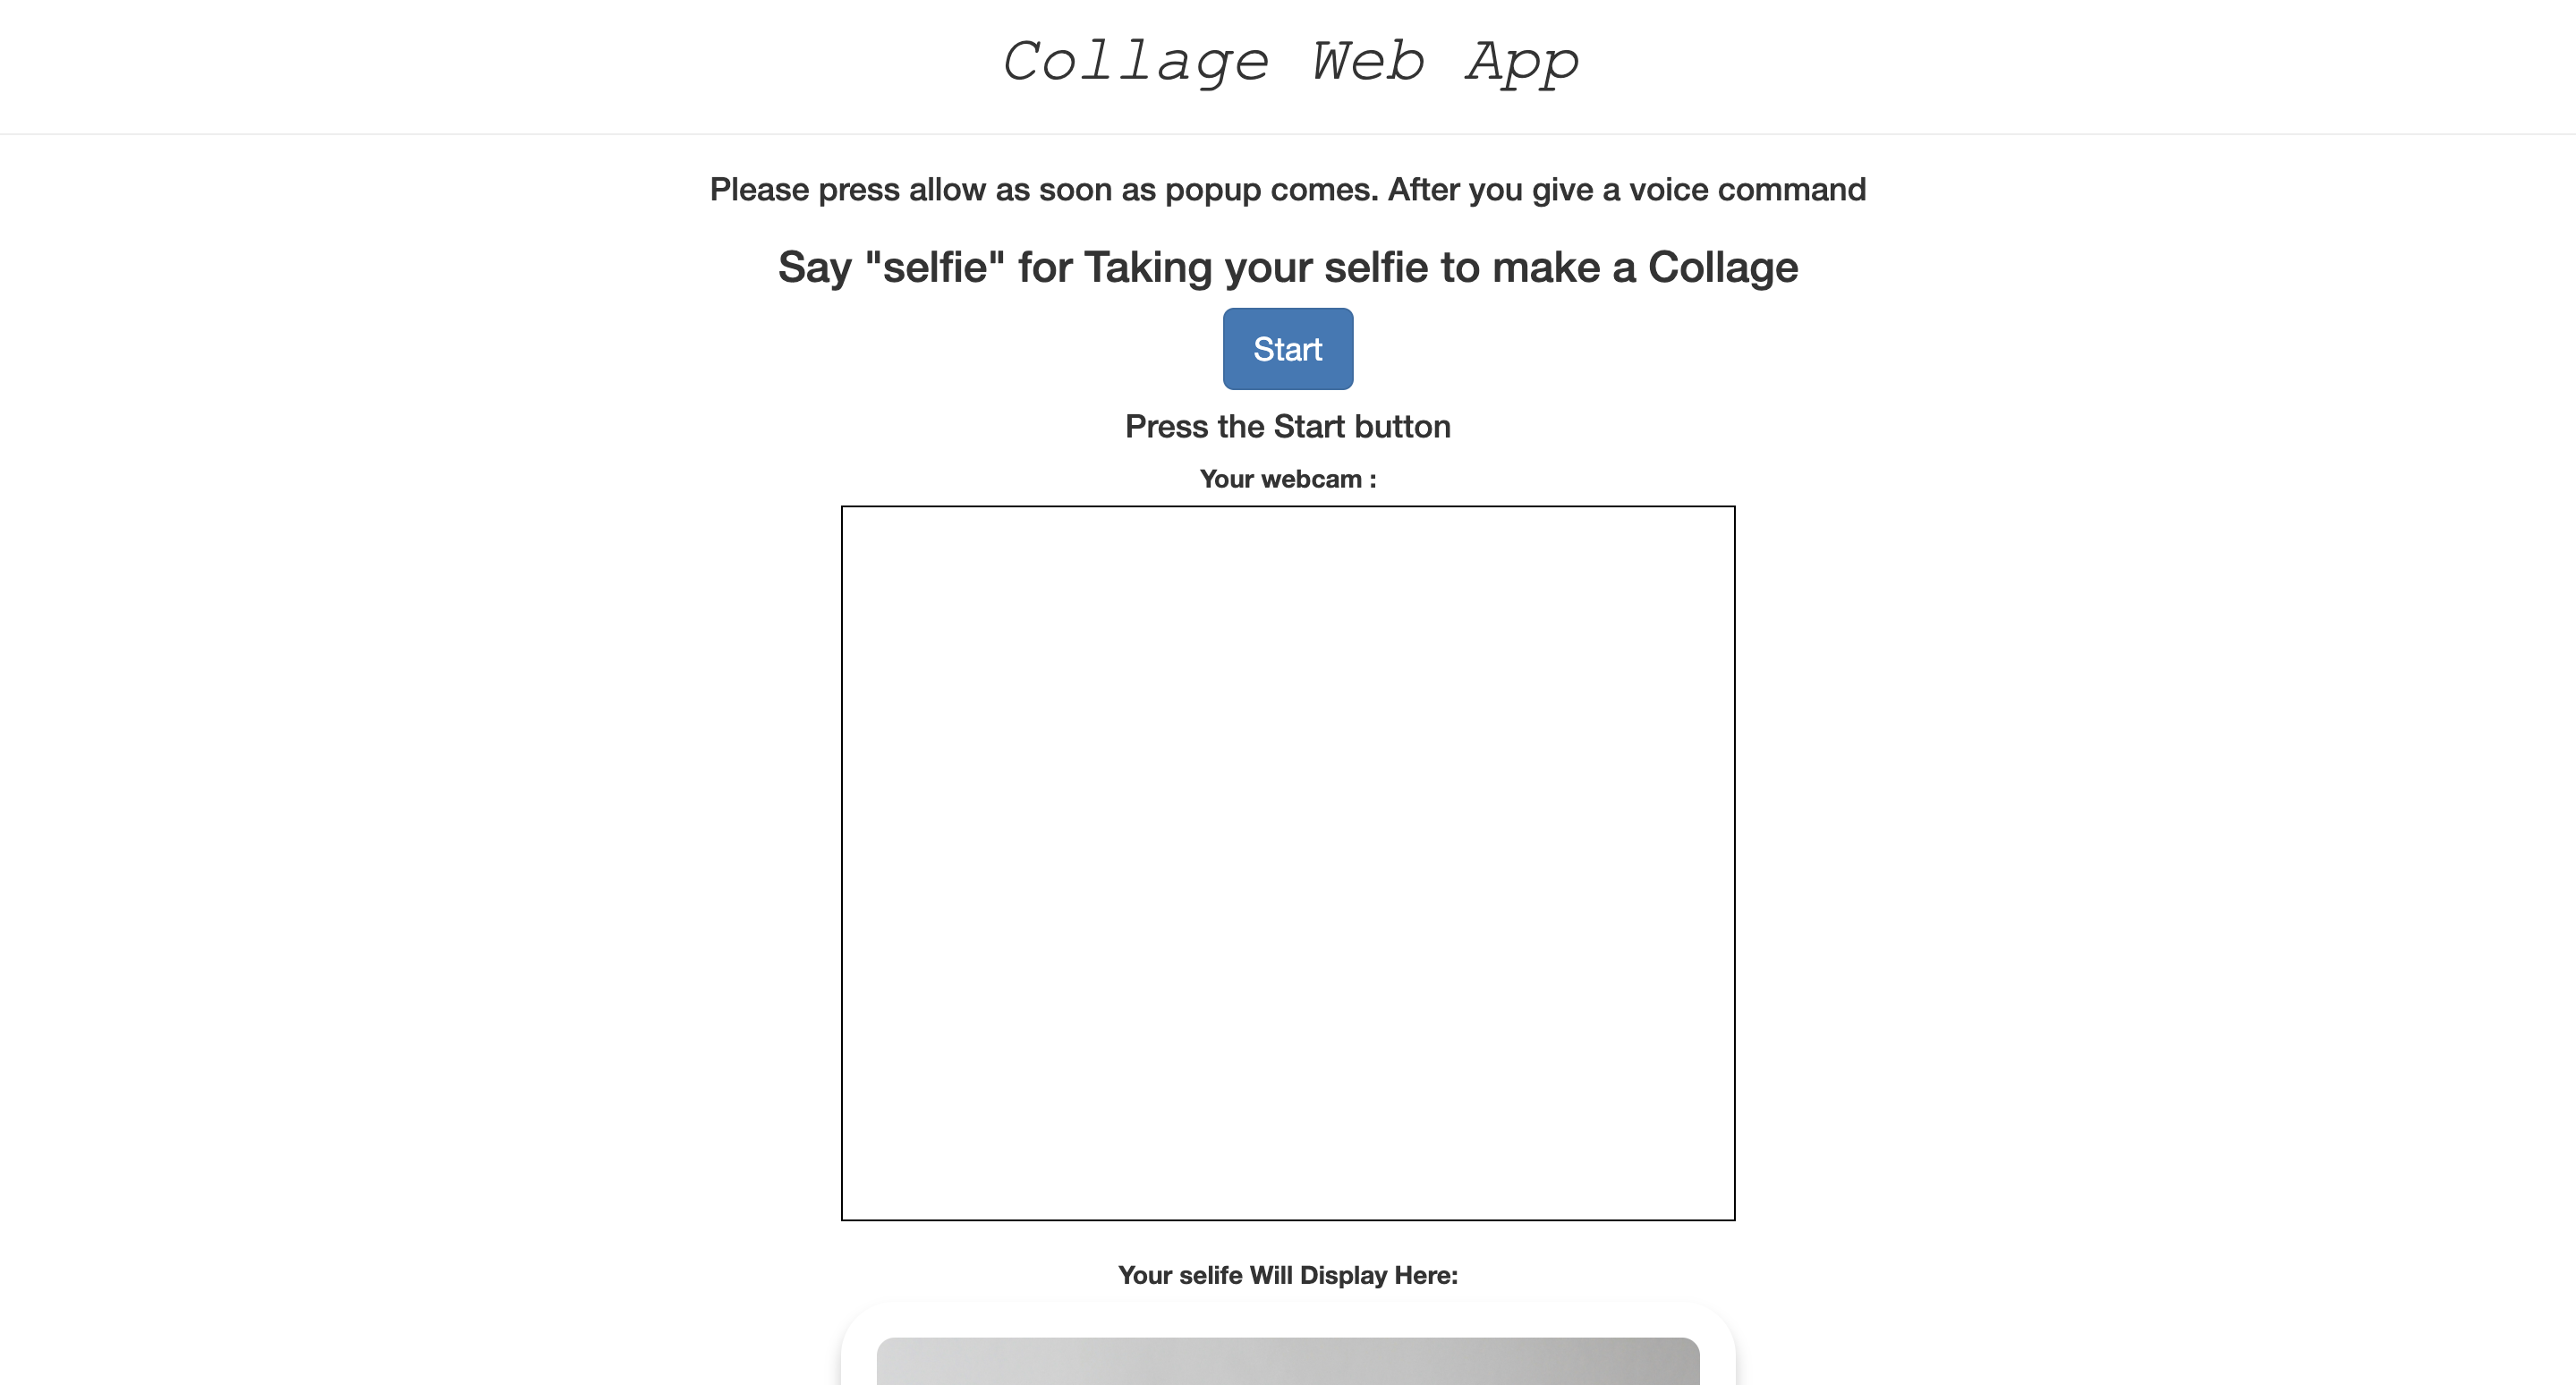 Collage Web App
Please press allow as soon as popup comes. After you give a voice command
Say "selfie" for Taking your selfie to make a Collage
Start
Press the Start button
Your webcam :
Your selife Will Display Here: